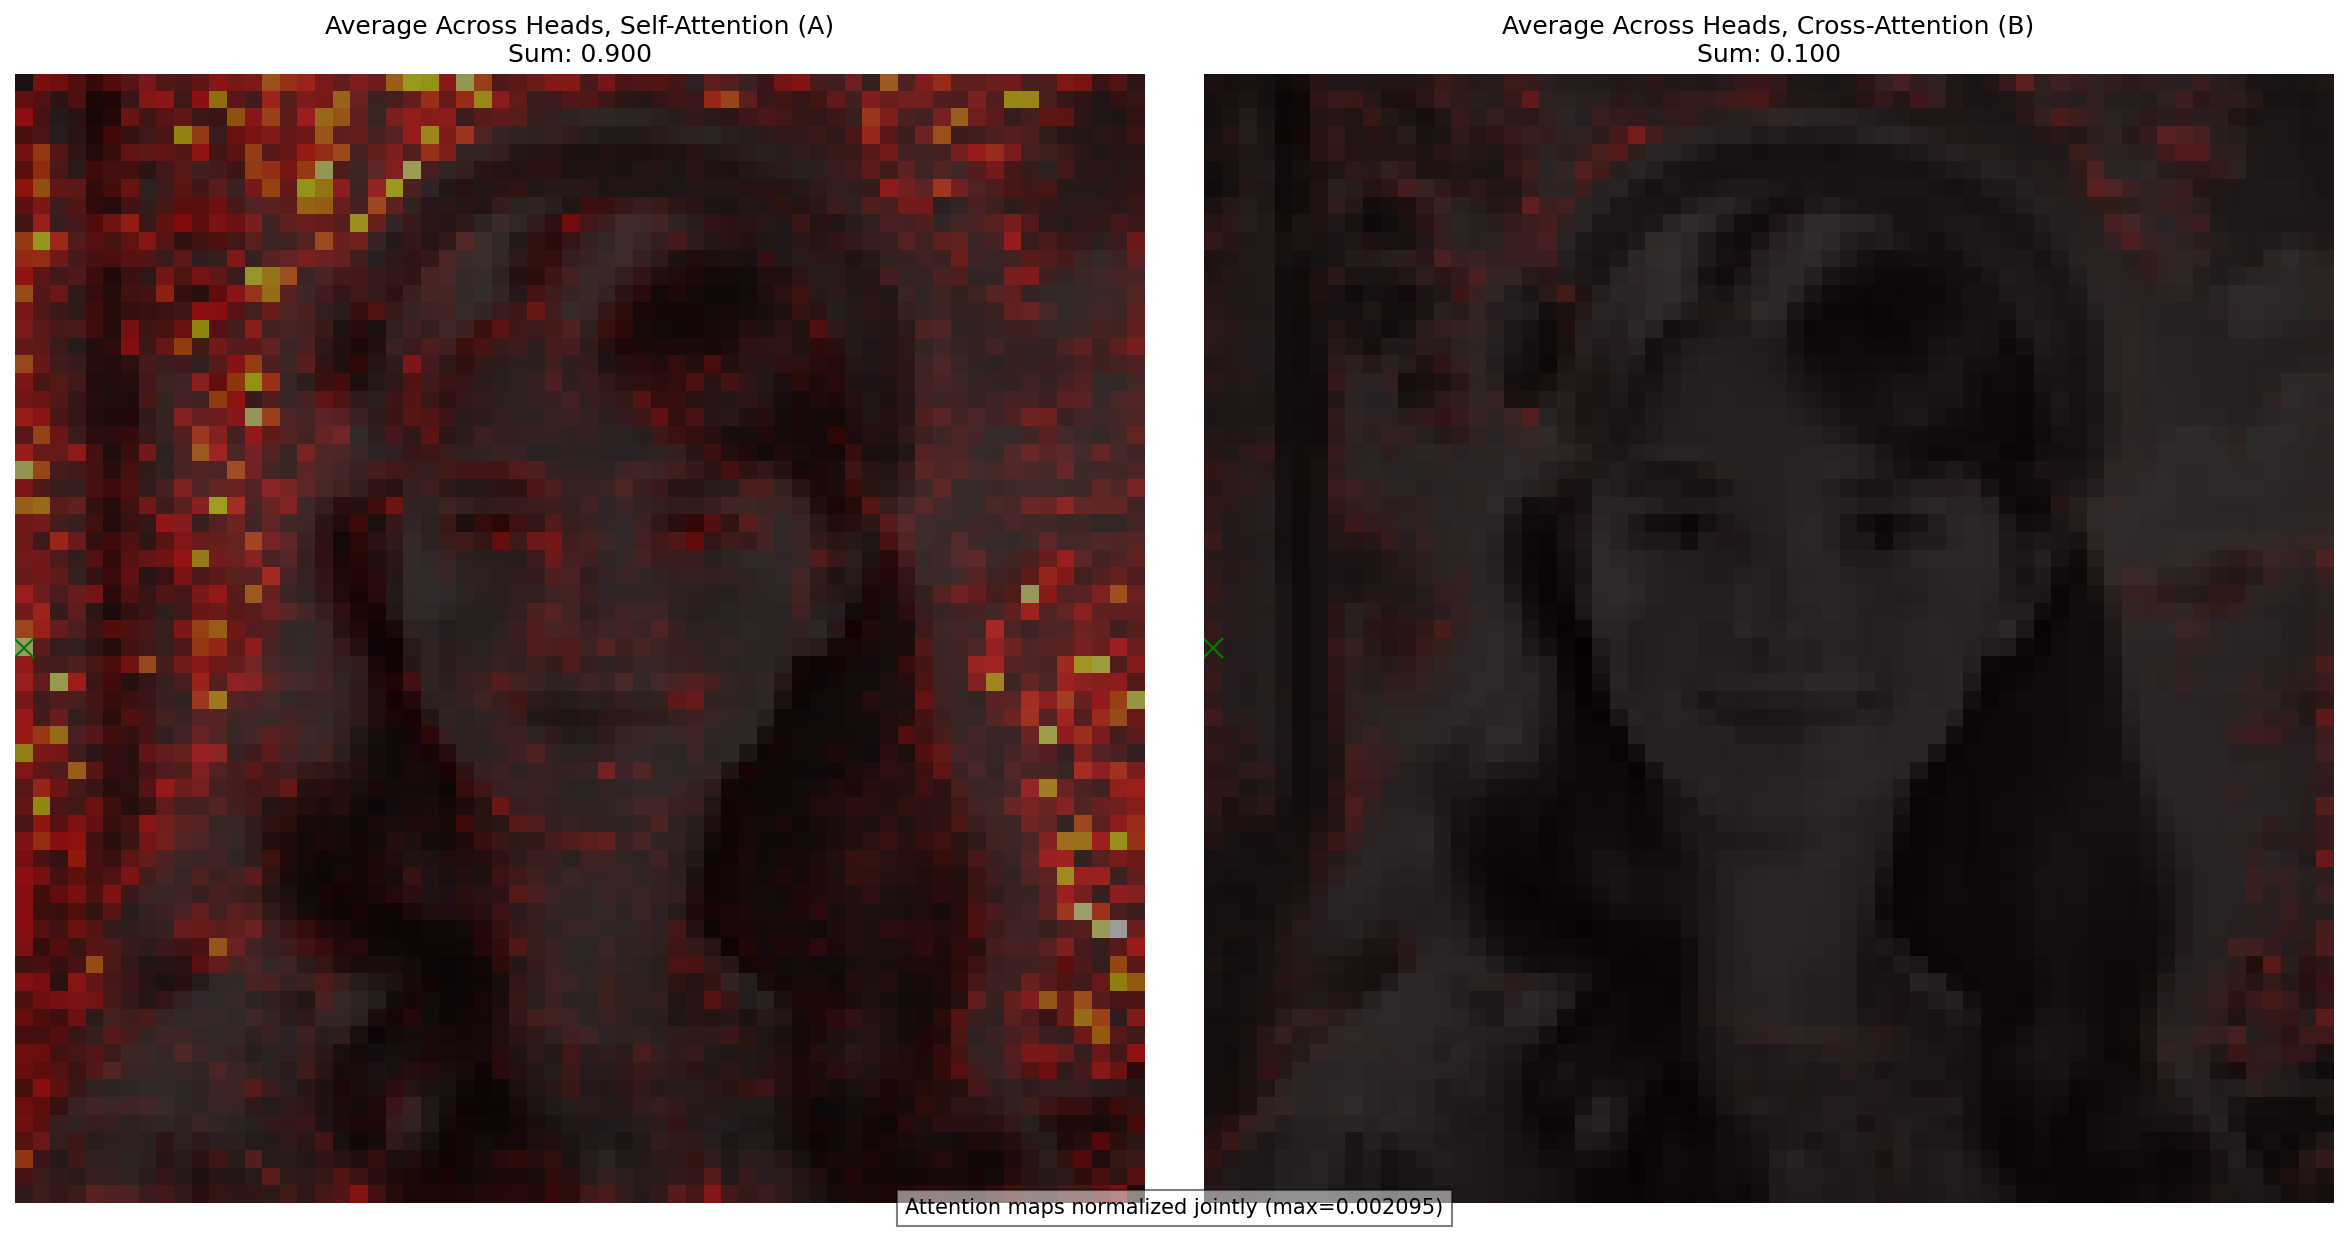 Average Across Heads, Self-Attention (A)
Sum: 0.900
Average Across Heads, Cross-Attention (B)
Sum: 0.100
Attention maps normalized jointly (max=0.002095)